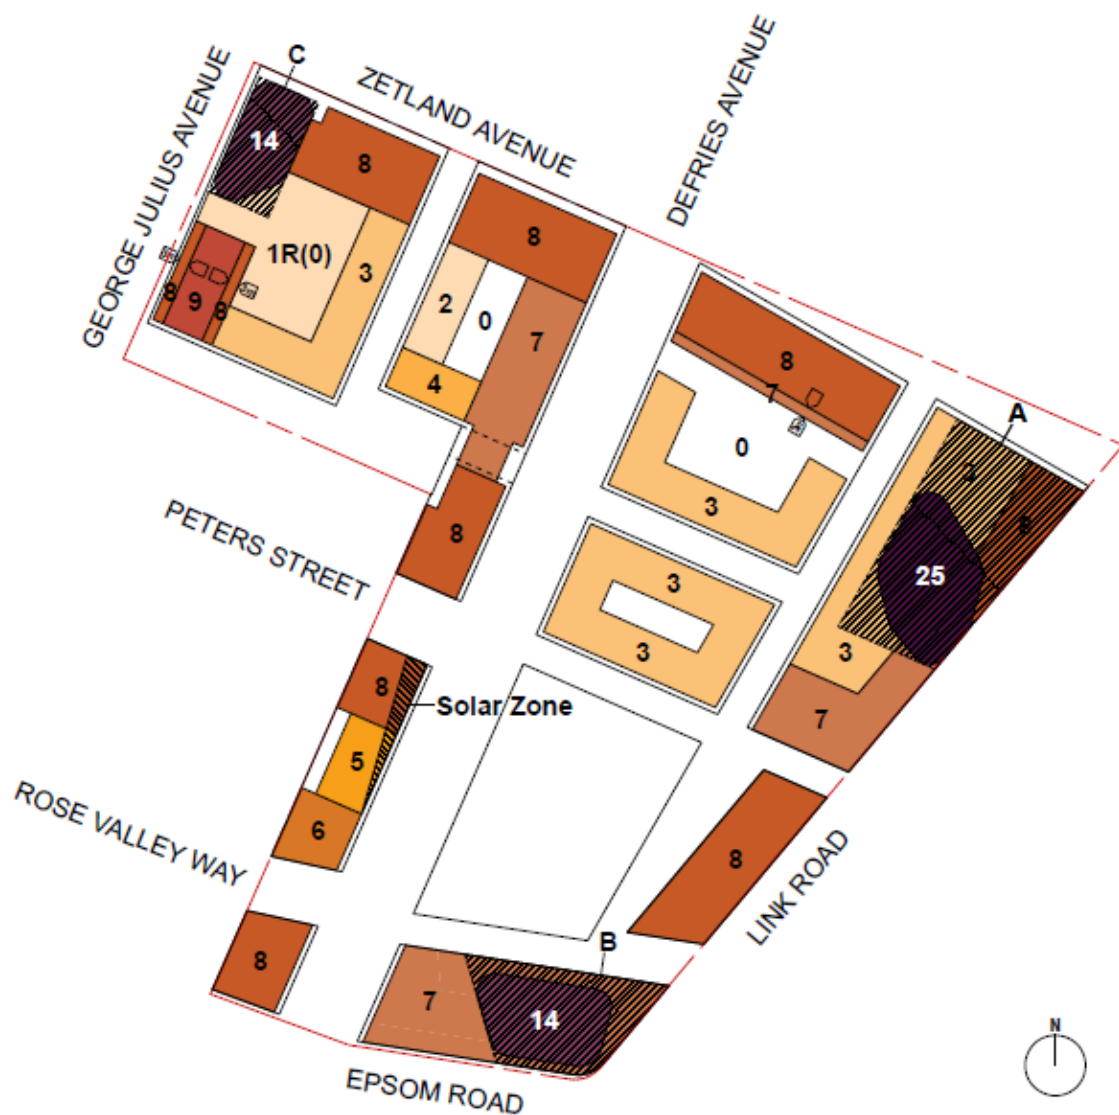 C
ZETLAND AVENUE
DEFRIES AVENUE
GEORGE JULIUS AVENUE
14
8
8
1R(0)
3
8
9
8
2
0
7
4
8
7
0
3
A
3
8
25
3
7
PETERS STREET
8
3
3
8
Solar Zone
5
6
ROSE VALLEY WAY
8
LINK ROAD
8
B
7
14
EPSOM ROAD
N